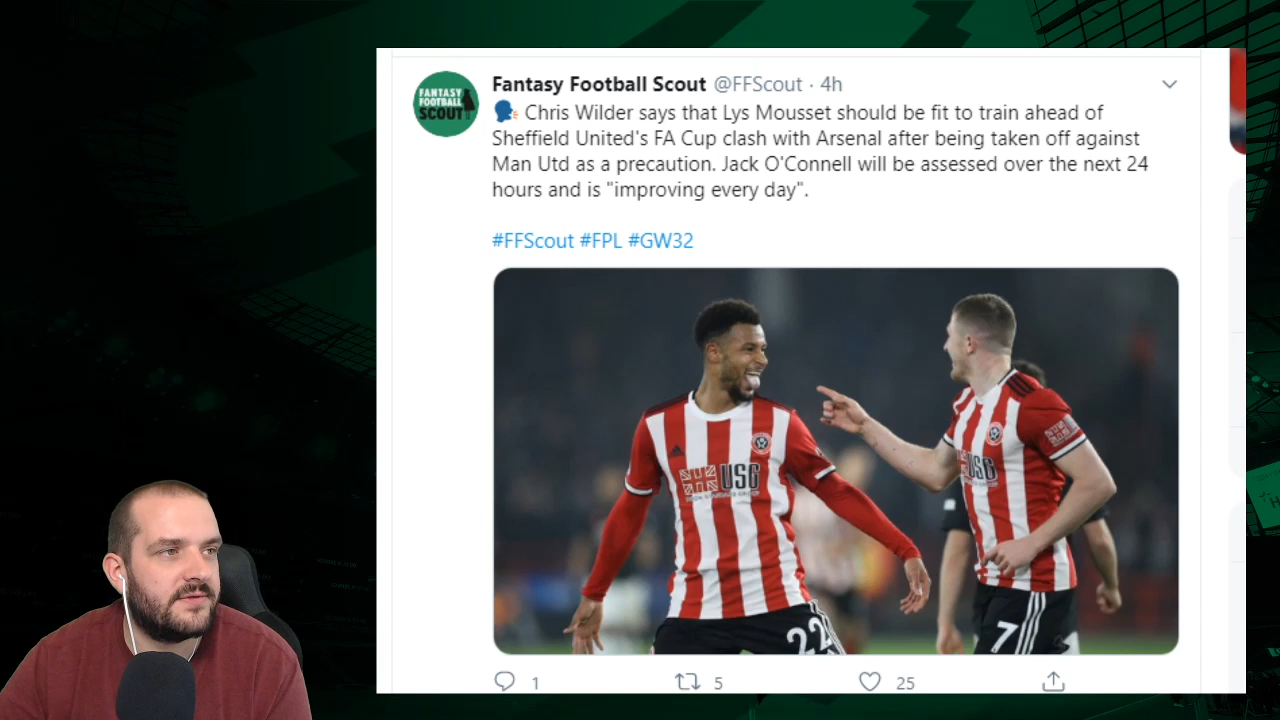 Fantasy Football Scout @FFScout · 4h
FANTASY
FOOTBALL
SCOUT
🗣 Chris Wilder says that Lys Mousset should be fit to train ahead of
Sheffield United's FA Cup clash with Arsenal after being taken off against
Man Utd as a precaution. Jack O'Connell will be assessed over the next 24
hours and is "improving every day".
#FFScout #FPL #GW32
USG
USG
22
7
1
5
25